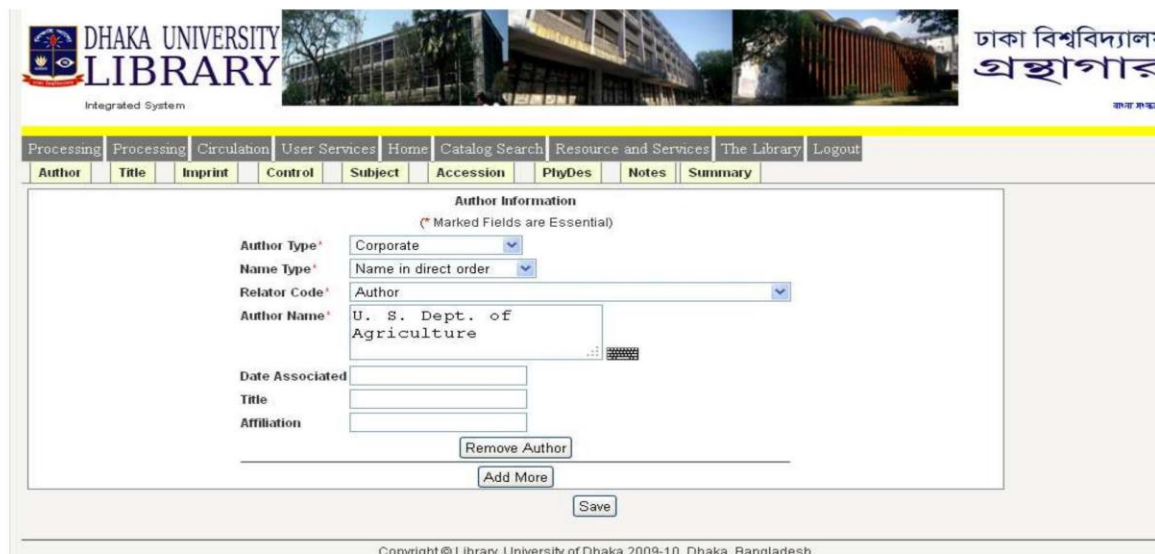 DHAKA UNIVERSITY
LIBRARY
Integrated System
ঢাকা বিশ্ববিদ্যালয়
গ্রন্থাগার
বাংলা
Processing Processing Circulation User Services Home Catalog Search Resource and Services The Library Logout
Author Title Imprint Control Subject Accession PhyDes Notes Summary
Author Information
(* Marked Fields are Essential)
Author Type* Corporate
Name Type* Name in direct order
Relator Code* Author
Author Name* U. S. Dept. of
Agriculture
Date Associated
Title
Affiliation
Remove Author
Add More
Save
Copyright © Library, University of Dhaka 2009-10, Dhaka, Bangladesh